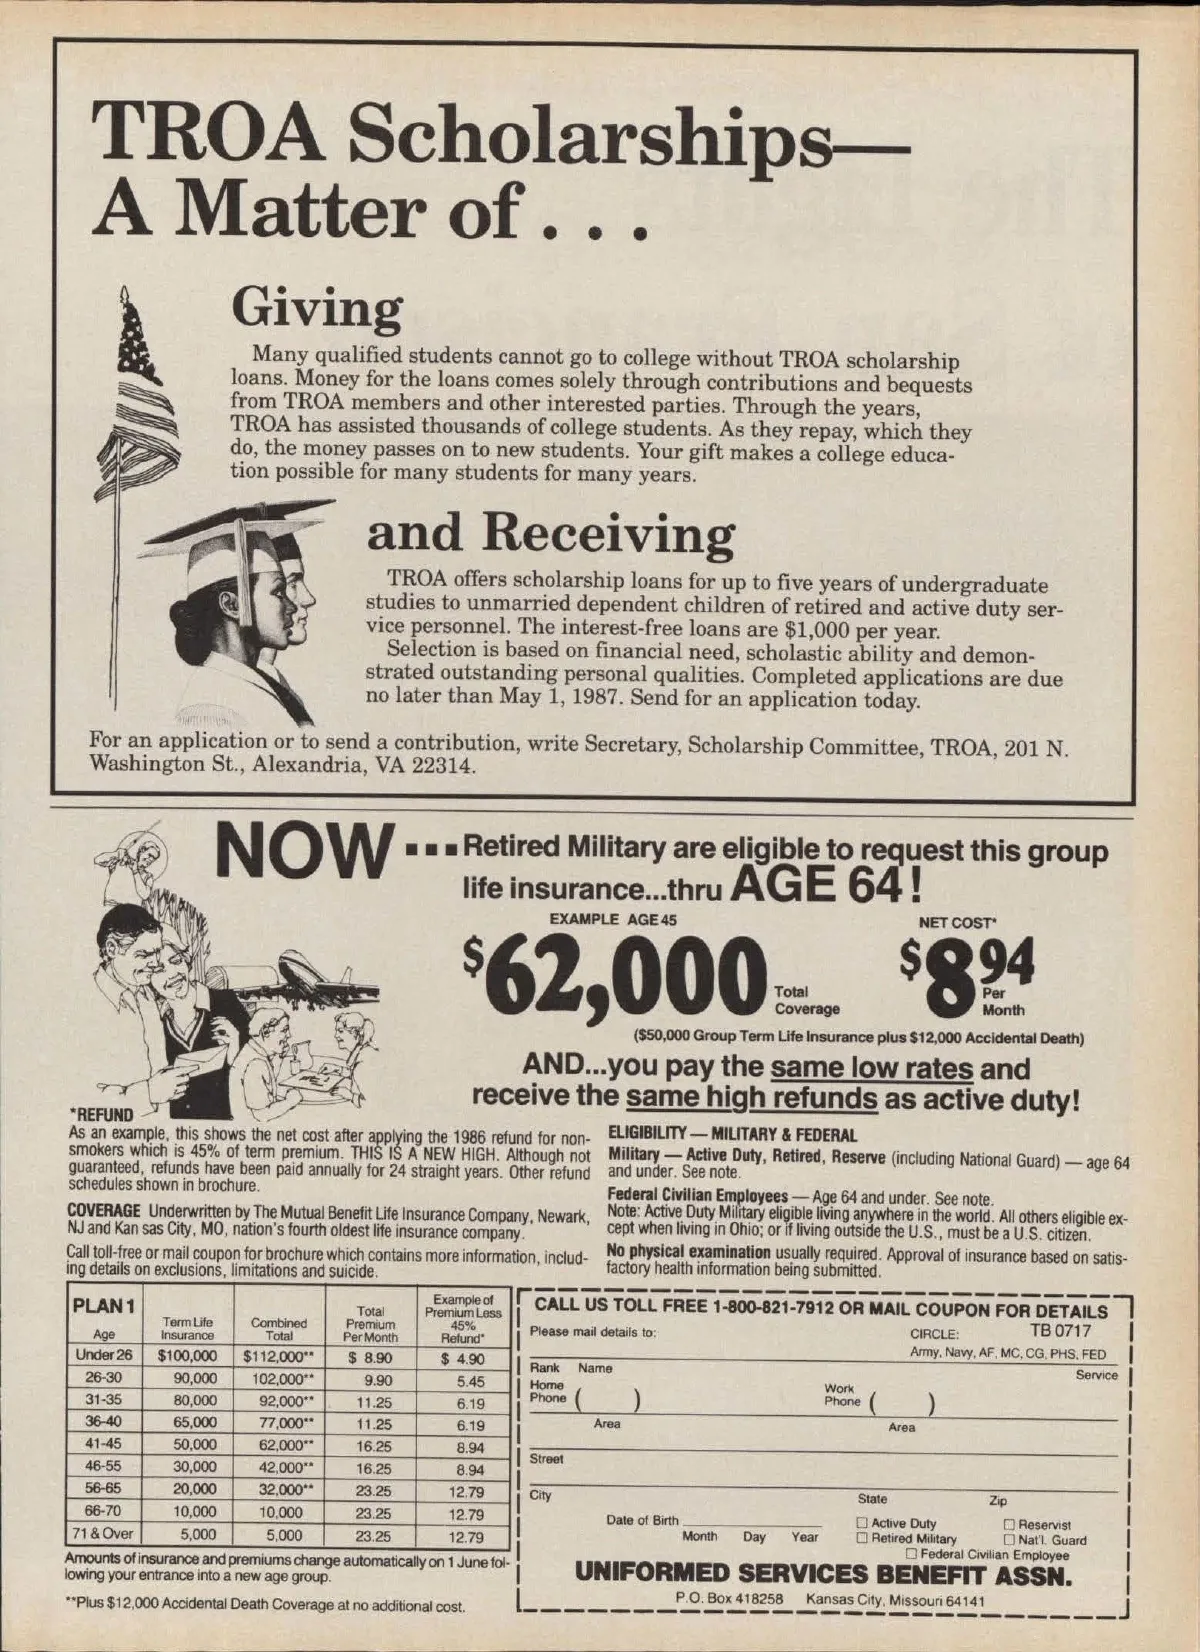 TROA Scholarships—
A Matter of . . .
Giving
Many qualified students cannot go to college without TROA scholarship
loans. Money for the loans comes solely through contributions and bequests
from TROA members and other interested parties. Through the years,
TROA has assisted thousands of college students. As they repay, which they
do, the money passes on to new students. Your gift makes a college educa-
tion possible for many students for many years.
and Receiving
TROA offers scholarship loans for up to five years of undergraduate
studies to unmarried dependent children of retired and active duty ser-
vice personnel. The interest-free loans are $1,000 per year.
Selection is based on financial need, scholastic ability and demon-
strated outstanding personal qualities. Completed applications are due
no later than May 1, 1987. Send for an application today.
For an application or to send a contribution, write Secretary, Scholarship Committee, TROA, 201 N.
Washington St., Alexandria, VA 22314.
NOW ... Retired Military are eligible to request this group
life insurance...thru AGE 64!
EXAMPLE AGE 45 NET COST*
$62,000 Total Coverage $8.94 Per Month
($50,000 Group Term Life Insurance plus $12,000 Accidental Death)
AND...you pay the same low rates and
receive the same high refunds as active duty!
*REFUND
As an example, this shows the net cost after applying the 1986 refund for non-
smokers which is 45% of term premium. THIS IS A NEW HIGH. Although not
guaranteed, refunds have been paid annually for 24 straight years. Other refund
schedules shown in brochure.
COVERAGE Underwritten by The Mutual Benefit Life Insurance Company, Newark,
NJ and Kan sas City, MO, nation's fourth oldest life insurance company.
Call toll-free or mail coupon for brochure which contains more information, includ-
ing details on exclusions, limitations and suicide.
ELIGIBILITY — MILITARY & FEDERAL
Military — Active Duty, Retired, Reserve (including National Guard) — age 64
and under. See note.
Federal Civilian Employees — Age 64 and under. See note.
Note: Active Duty Military eligible living anywhere in the world. All others eligible ex-
cept when living in Ohio; or if living outside the U.S., must be a U.S. citizen.
No physical examination usually required. Approval of insurance based on satis-
factory health information being submitted.
PLAN 1
Age Term Life Insurance Combined Total Total Premium Per Month Example of Premium Less 45% Refund*
Under 26 $100,000 $112,000** $ 8.90 $ 4.90
26-30 90,000 102,000** 9.90 5.45
31-35 80,000 92,000** 11.25 6.19
36-40 65,000 77,000** 11.25 6.19
41-45 50,000 62,000** 16.25 8.94
46-55 30,000 42,000** 16.25 8.94
56-65 20,000 32,000** 23.25 12.79
66-70 10,000 10,000 23.25 12.79
71 & Over 5,000 5,000 23.25 12.79
Amounts of insurance and premiums change automatically on 1 June fol-
lowing your entrance into a new age group.
**Plus $12,000 Accidental Death Coverage at no additional cost.
CALL US TOLL FREE 1-800-821-7912 OR MAIL COUPON FOR DETAILS
Please mail details to: CIRCLE: TB 0717
Army, Navy, AF, MC, CG, PHS, FED
Rank Name Service
Home Phone ( ) Work Phone ( )
Area Area
Street
City State Zip
Date of Birth
Month Day Year
☐ Active Duty ☐ Reservist
☐ Retired Military ☐ Nat'l. Guard
☐ Federal Civilian Employee
UNIFORMED SERVICES BENEFIT ASSN.
P.O. Box 418258 Kansas City, Missouri 64141